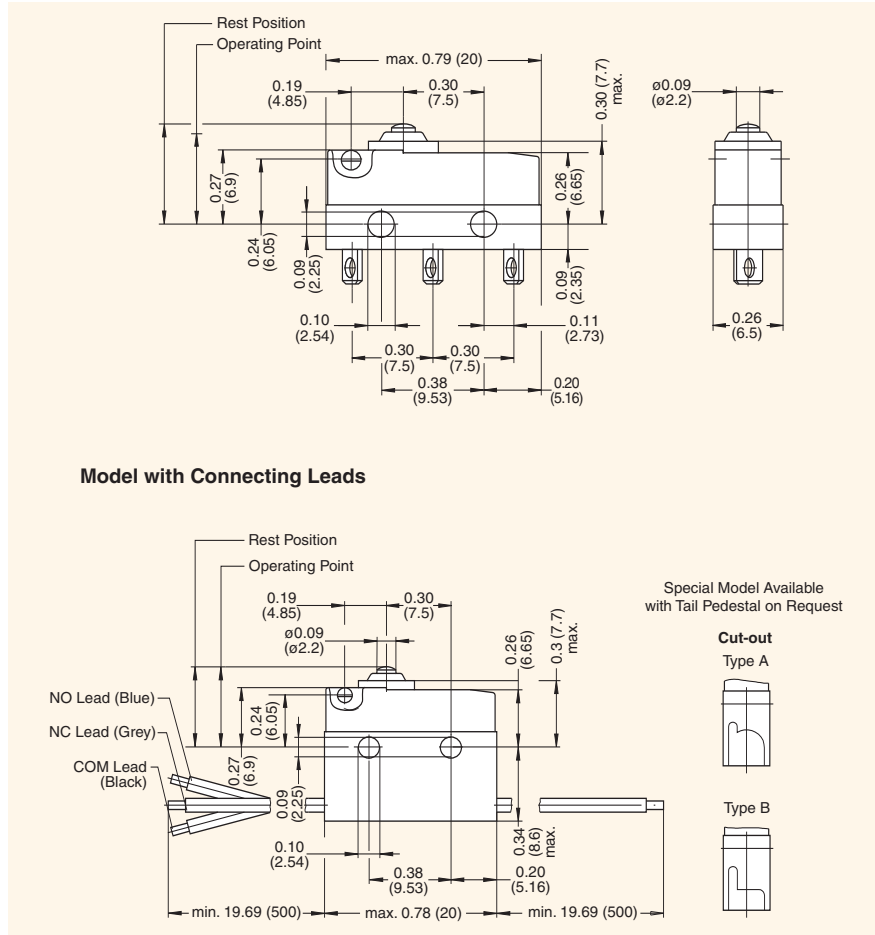 Rest Position
Operating Point
max. 0.79 (20)
0.19
(4.85)
0.30
(7.5)
0.30 (7.7)
max.
ø0.09
(ø2.2)
0.27
(6.9)
0.24
(6.05)
0.09
(2.25)
0.26
(6.65)
0.09
(2.35)
0.10
(2.54)
0.11
(2.73)
0.26
(6.5)
0.30
(7.5)
0.30
(7.5)
0.38
(9.53)
0.20
(5.16)
Model with Connecting Leads
Rest Position
Operating Point
0.19
(4.85)
0.30
(7.5)
ø0.09
(ø2.2)
0.26
(6.65)
0.3 (7.7)
max.
Special Model Available
with Tail Pedestal on Request
Cut-out
Type A
NO Lead (Blue)
NC Lead (Grey)
COM Lead
(Black)
0.24
(6.05)
0.27
(6.9)
0.09
(2.25)
0.34
(8.6)
max.
Type B
0.10
(2.54)
0.38
(9.53)
0.20
(5.16)
min. 19.69 (500)
max. 0.78 (20)
min. 19.69 (500)